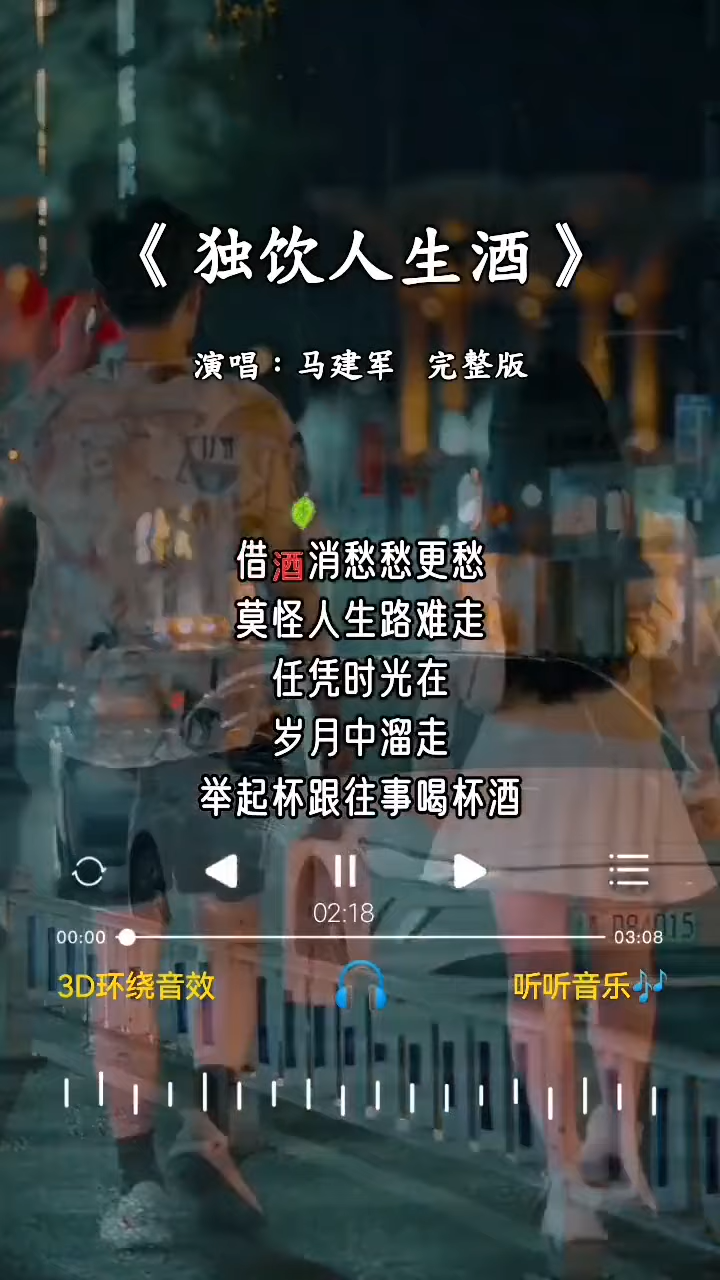 《独饮人生酒》
演唱：马建军 完整版
借酒消愁愁更愁
莫怪人生路难走
任凭时光在
岁月中溜走
举起杯跟往事喝杯酒
02:18
00:00 03:08
3D环绕音效 听听音乐